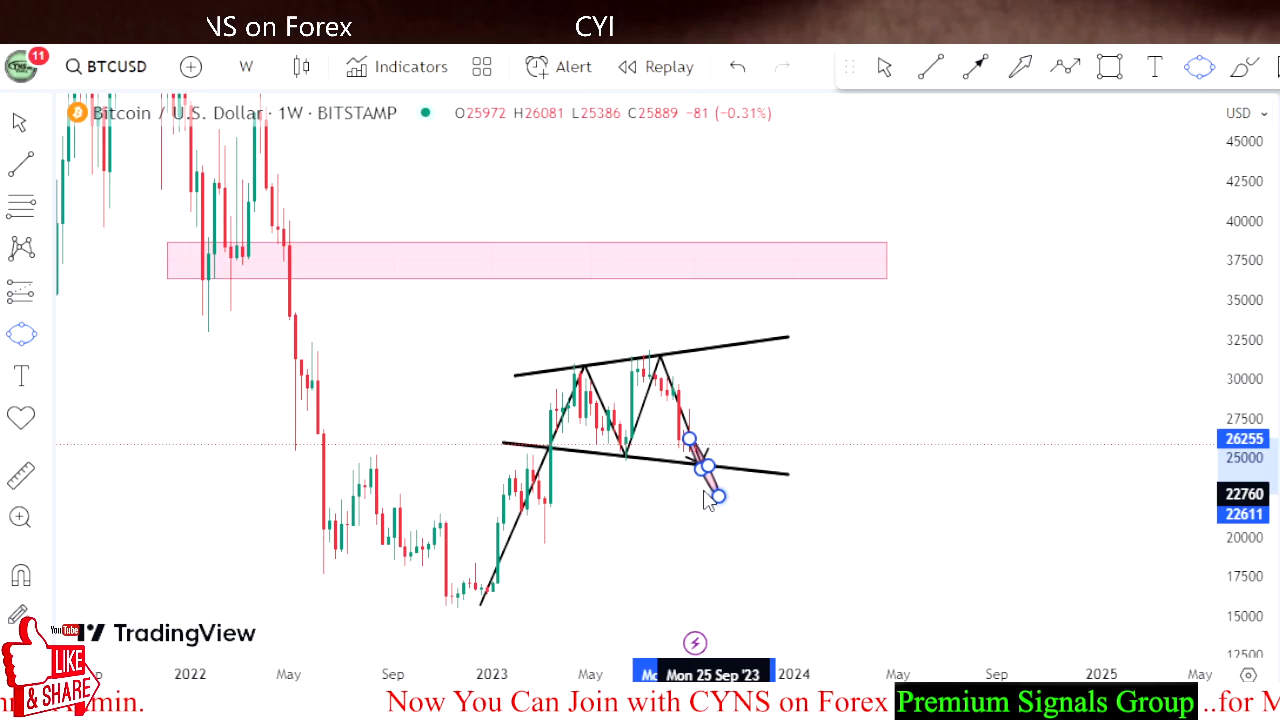 NS on Forex CYI
11 BTCUSD W Indicators Alert Replay
Bitcoin / U.S. Dollar · 1W · BITSTAMP O25972 H26081 L25386 C25889 −81 (−0.31%) USD
45000
42500
40000
37500
35000
32500
30000
27500
26255
25000
22760
22611
20000
17500
15000
12500
TradingView
YouTube
LIKE
& SHARE
2022 May Sep 2023 May Mon 25 Sep '23 2024 May Sep 2025 May
Now You Can Join with CYNS on Forex Premium Signals Group ..for M